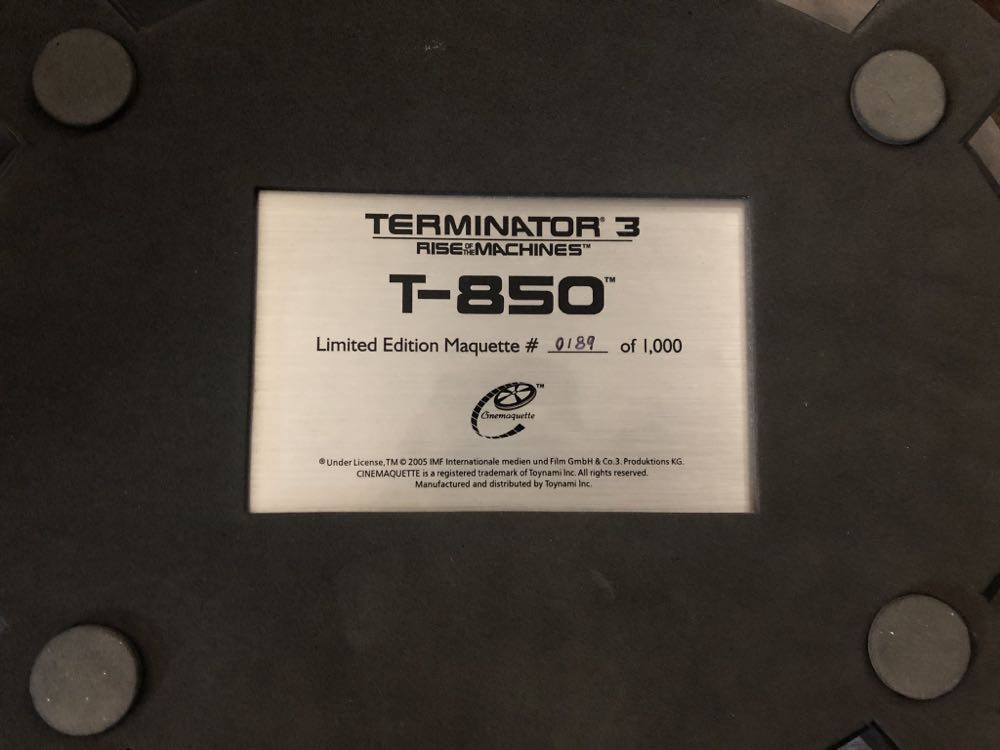 TERMINATOR® 3
RISE OF THE MACHINES™
T-850™
Limited Edition Maquette # 0189 of 1,000
Cinemaquette ™
® Under License, TM © 2005 IMF Internationale medien und Film GmbH & Co. 3. Produktions KG.
CINEMAQUETTE is a registered trademark of Toynami Inc. All rights reserved.
Manufactured and distributed by Toynami Inc.